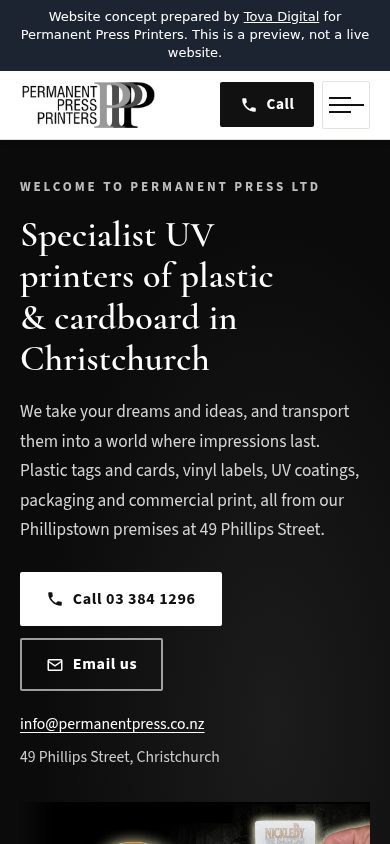 Website concept prepared by Tova Digital for
Permanent Press Printers. This is a preview, not a live
website.
PERMANENT
PRESS
PRINTERS
PP
Call
WELCOME TO PERMANENT PRESS LTD
Specialist UV
printers of plastic
& cardboard in
Christchurch
We take your dreams and ideas, and transport
them into a world where impressions last.
Plastic tags and cards, vinyl labels, UV coatings,
packaging and commercial print, all from our
Phillipstown premises at 49 Phillips Street.
Call 03 384 1296
Email us
info@permanentpress.co.nz
49 Phillips Street, Christchurch
NICKLEBY